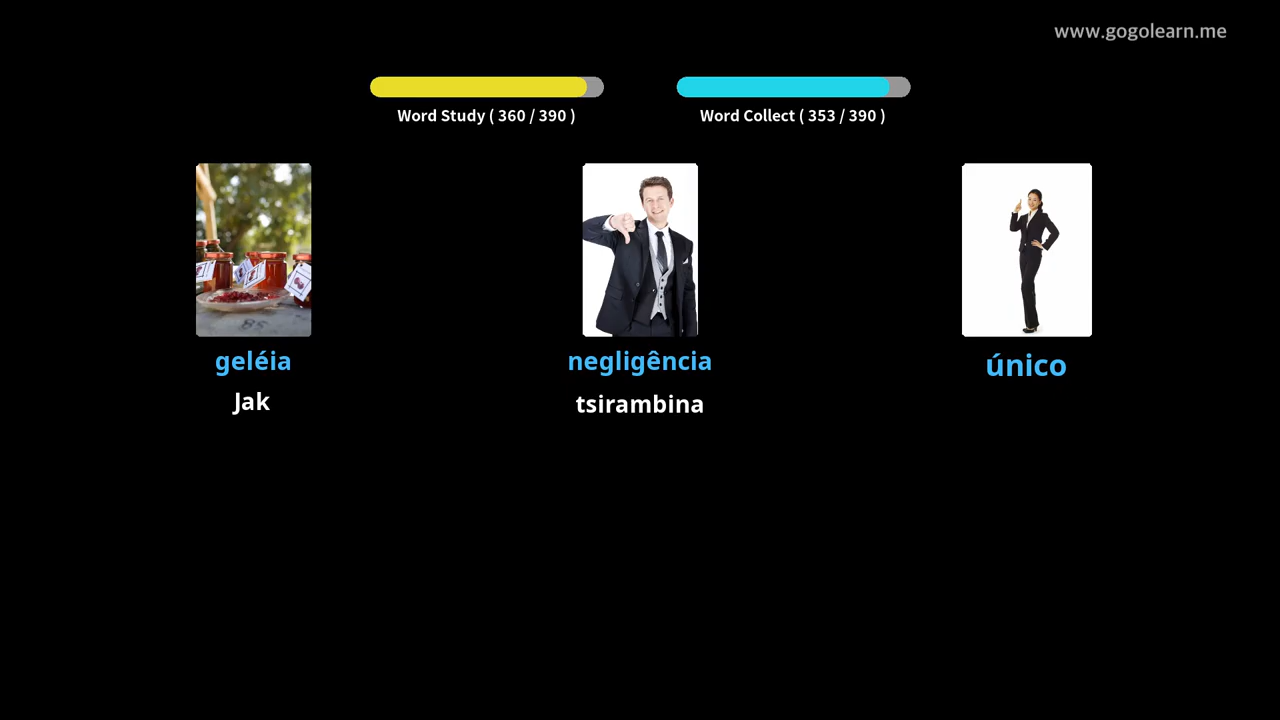 www.gogolearn.me
Word Study ( 360 / 390 )
Word Collect ( 353 / 390 )
geléia
negligência
único
Jak
tsirambina